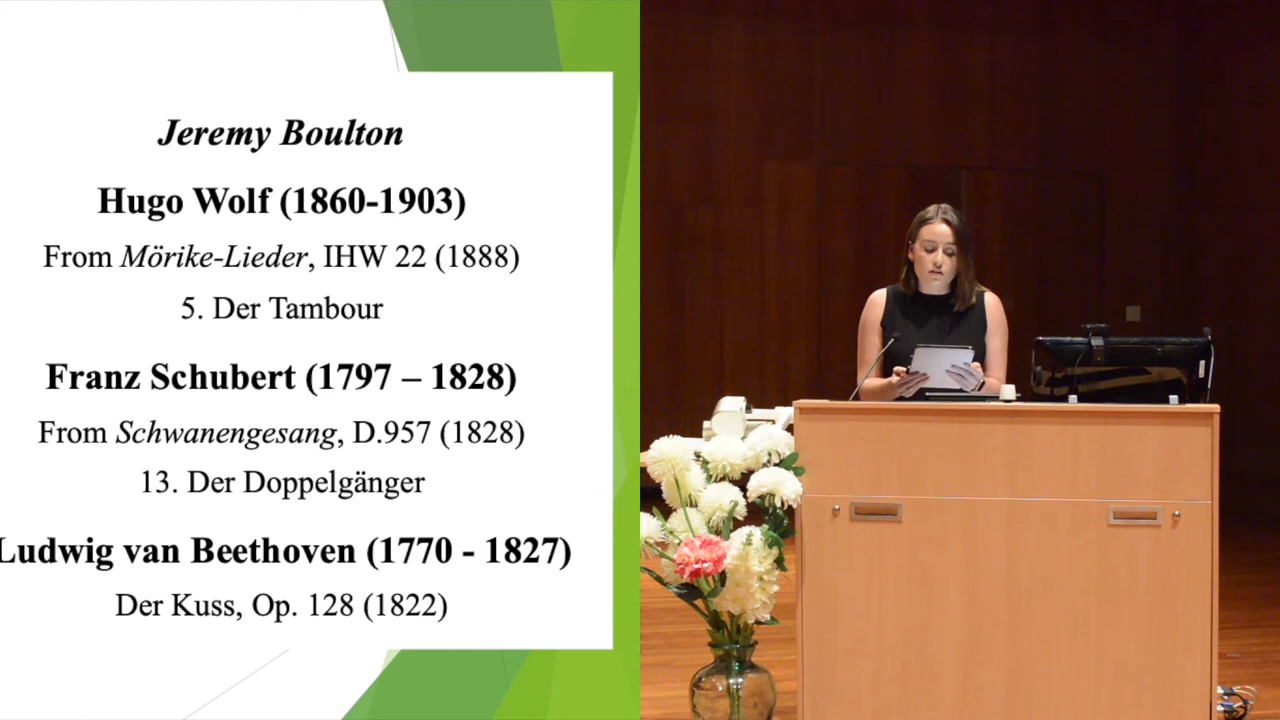 Jeremy Boulton
Hugo Wolf (1860-1903)
From Mörike-Lieder, IHW 22 (1888)
5. Der Tambour
Franz Schubert (1797 – 1828)
From Schwanengesang, D.957 (1828)
13. Der Doppelgänger
Ludwig van Beethoven (1770 - 1827)
Der Kuss, Op. 128 (1822)